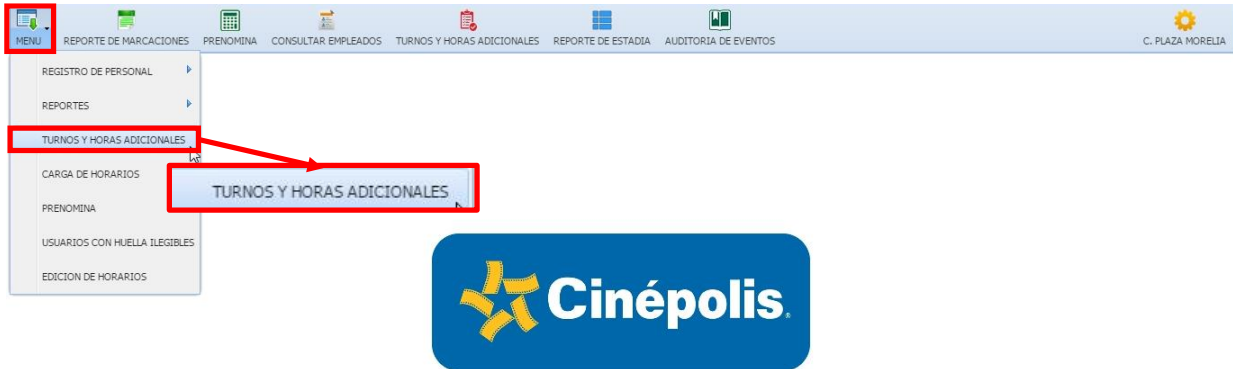 MENU
REPORTE DE MARCACIONES
PRENOMINA
CONSULTAR EMPLEADOS
TURNOS Y HORAS ADICIONALES
REPORTE DE ESTADIA
AUDITORIA DE EVENTOS
C. PLAZA MORELIA
REGISTRO DE PERSONAL
REPORTES
TURNOS Y HORAS ADICIONALES
CARGA DE HORARIOS
TURNOS Y HORAS ADICIONALES
PRENOMINA
USUARIOS CON HUELLA ILEGIBLES
EDICION DE HORARIOS
Cinépolis®